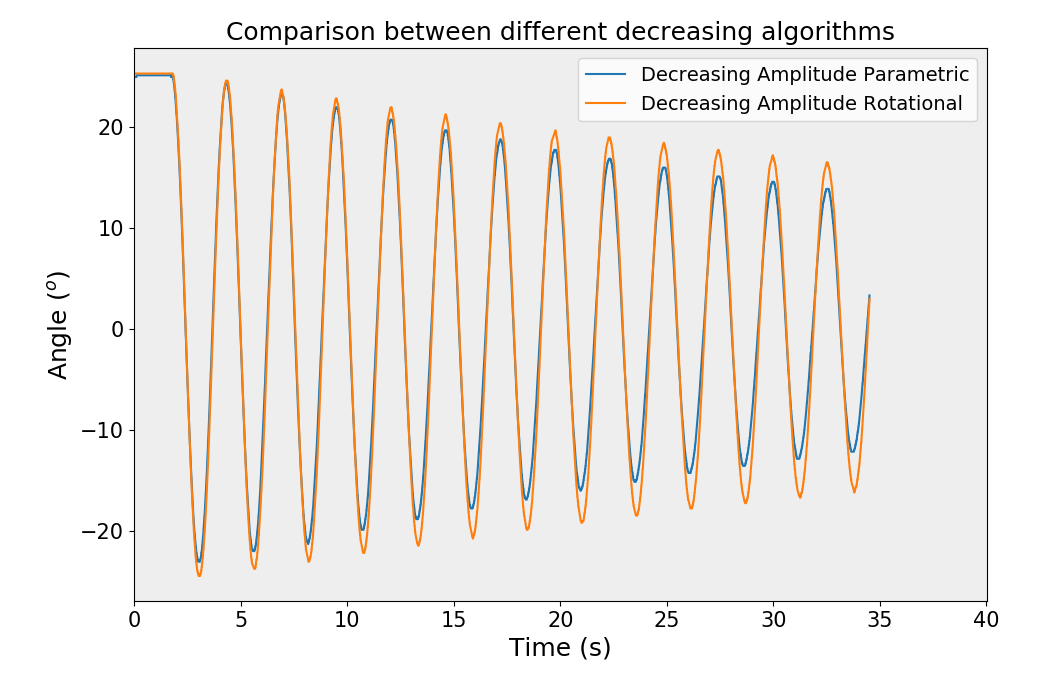 Comparison between different decreasing algorithms
Decreasing Amplitude Parametric
Decreasing Amplitude Rotational
20
10
0
−10
−20
Angle (ᵒ)
0 5 10 15 20 25 30 35 40
Time (s)